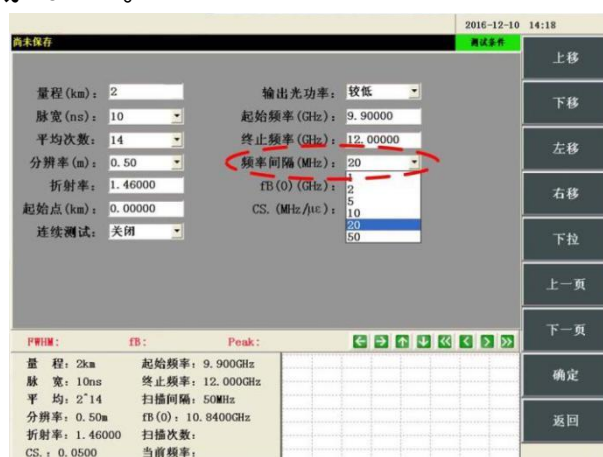 2016-12-10 14:18
尚未保存
测试条件
量程(km): 2
输出光功率: 较低
脉宽(ns): 10
起始频率(GHz): 9.90000
平均次数: 14
终止频率(GHz): 12.00000
分辨率(m): 0.50
频率间隔(MHz): 20
折射率: 1.46000
fB(0)(GHz):
起始点(km): 0.00000
CS.(MHz/με):
连续测试: 关闭
1
2
5
10
20
50
上移
下移
左移
右移
下拉
上一页
下一页
确定
返回
FWHM: fB: Peak:
量 程: 2km 起始频率: 9.900GHz
脉 宽: 10ns 终止频率: 12.000GHz
平 均: 2^14 扫描间隔: 50MHz
分辨率: 0.50m fB(0): 10.8400GHz
折射率: 1.46000 扫描次数:
CS.: 0.0500 当前频率: